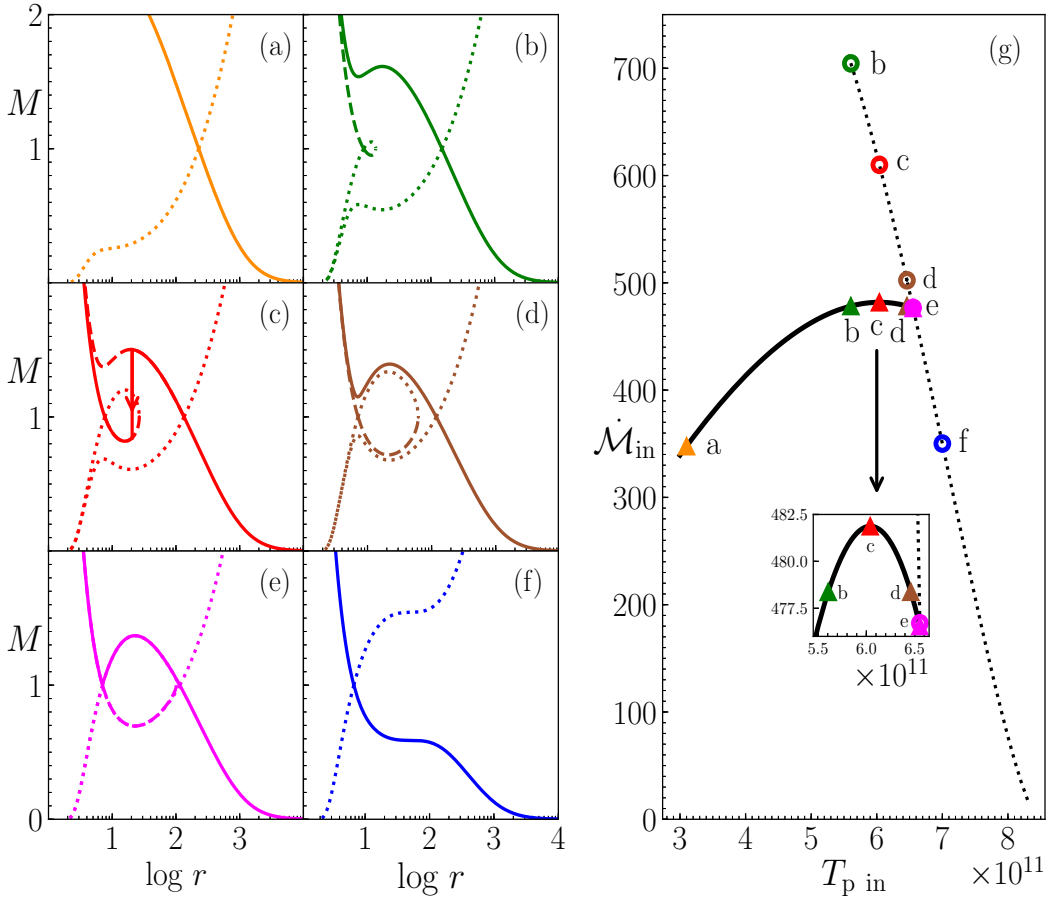 2
M
1
(a)
(b)
M
1
(c)
(d)
M
1
0
(e)
(f)
1 2 3
1 2 3 4
log r
log r
(g)
700
600
500
400
300
200
100
0
Ṁin
b
c
d
e
b c d
a
f
482.5
480.0
477.5
c
b
d
e
5.5 6.0 6.5
×10¹¹
3 4 5 6 7 8
Tp in
×10¹¹